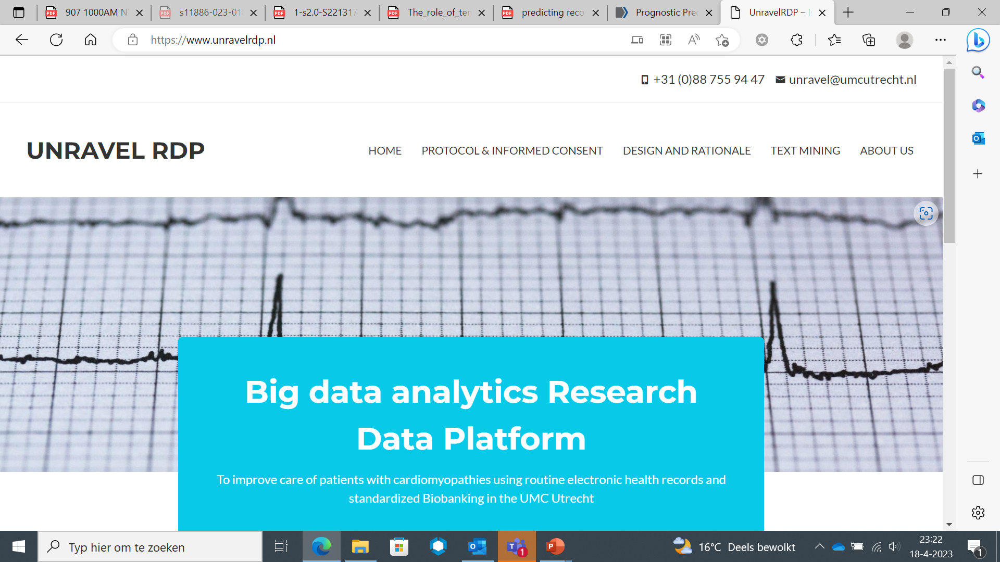 907 1000AM N
s11886-023-01
1-s2.0-S221317
The_role_of_ten
predicting reco
Prognostic Pre
UnravelRDP – I
https://www.unravelrdp.nl
+31 (0)88 755 94 47
unravel@umcutrecht.nl
UNRAVEL RDP
HOME
PROTOCOL & INFORMED CONSENT
DESIGN AND RATIONALE
TEXT MINING
ABOUT US
Big data analytics Research
Data Platform
To improve care of patients with cardiomyopathies using routine electronic health records and
standardized Biobanking in the UMC Utrecht
Typ hier om te zoeken
1
16°C Deels bewolkt
23:22
18-4-2023
1